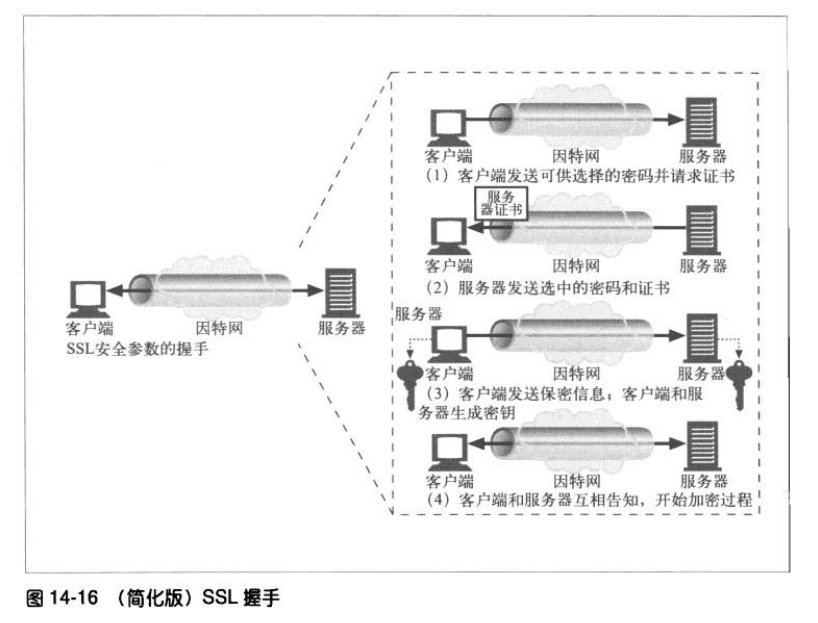 客户端
因特网
服务器
SSL安全参数的握手
客户端
因特网
服务器
(1) 客户端发送可供选择的密码并请求证书
服务
器证书
客户端
因特网
服务器
(2) 服务器发送选中的密码和证书
服务器
客户端
因特网
服务器
(3) 客户端发送保密信息；客户端和服
务器生成密钥
客户端
因特网
服务器
(4) 客户端和服务器互相告知，开始加密过程
图 14-16 （简化版）SSL 握手